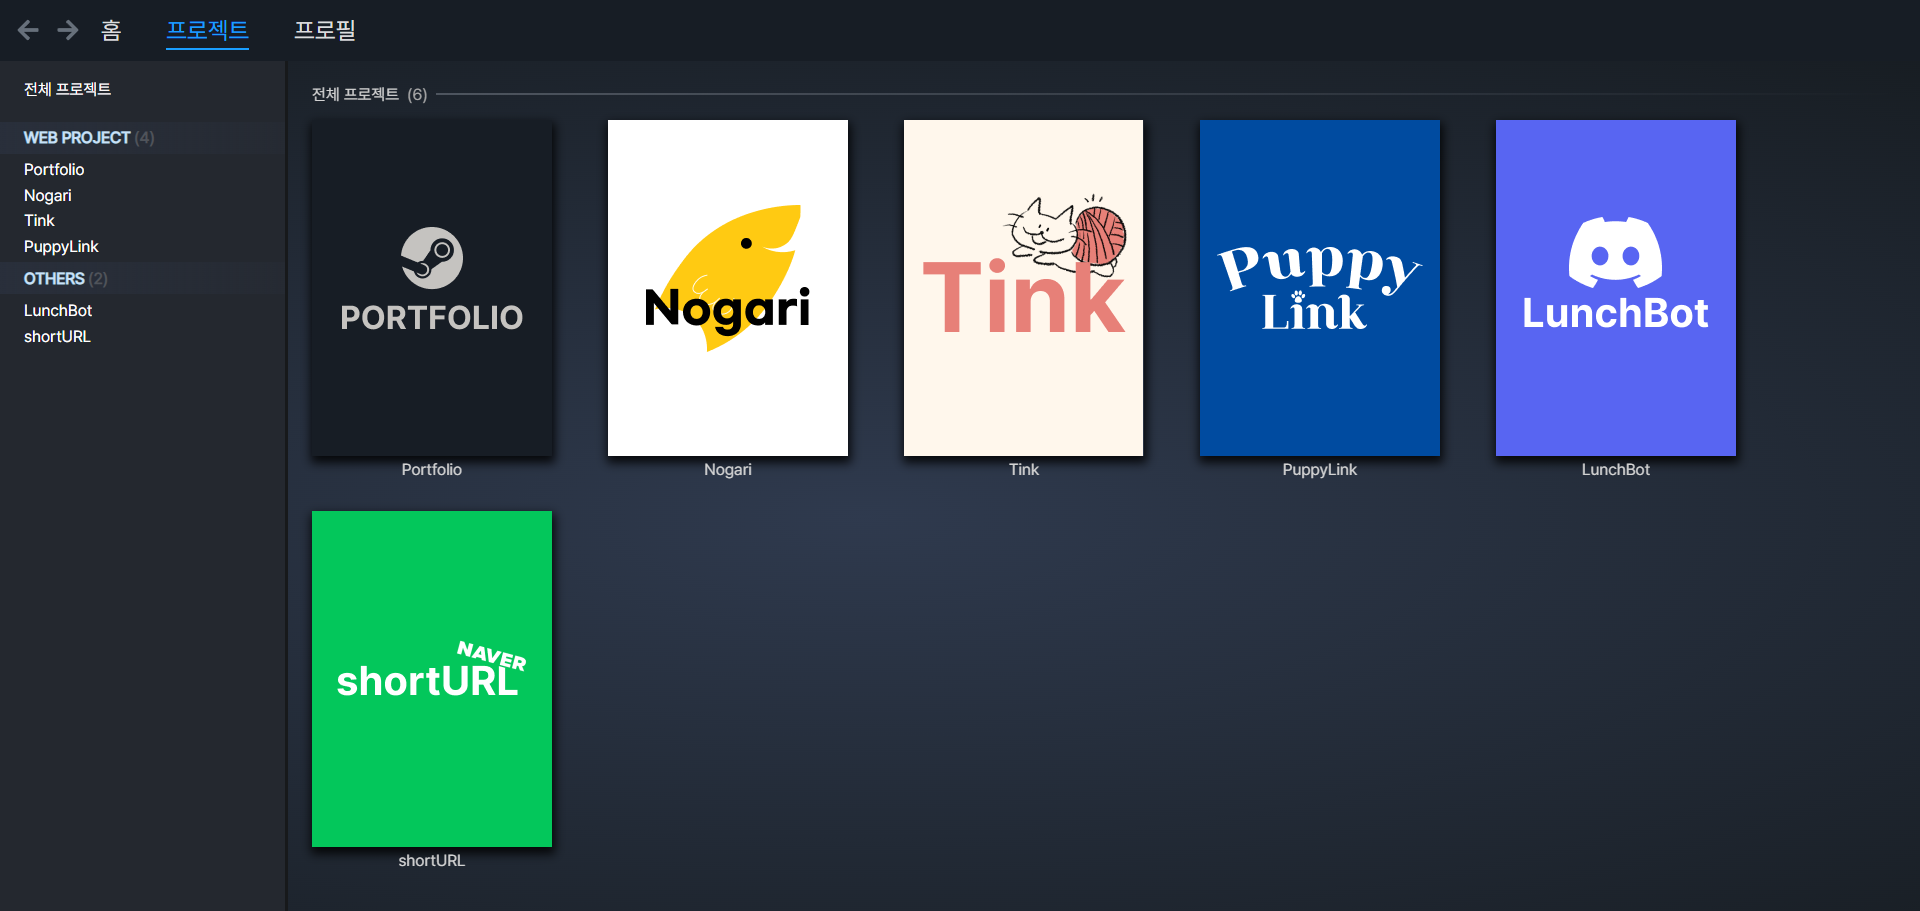 홈 프로젝트 프로필
전체 프로젝트
WEB PROJECT (4)
Portfolio
Nogari
Tink
PuppyLink
OTHERS (2)
LunchBot
shortURL
전체 프로젝트 (6)
PORTFOLIO
Portfolio
Nogari
Nogari
Tink
Tink
Puppy
Link
PuppyLink
LunchBot
LunchBot
NAVER
shortURL
shortURL